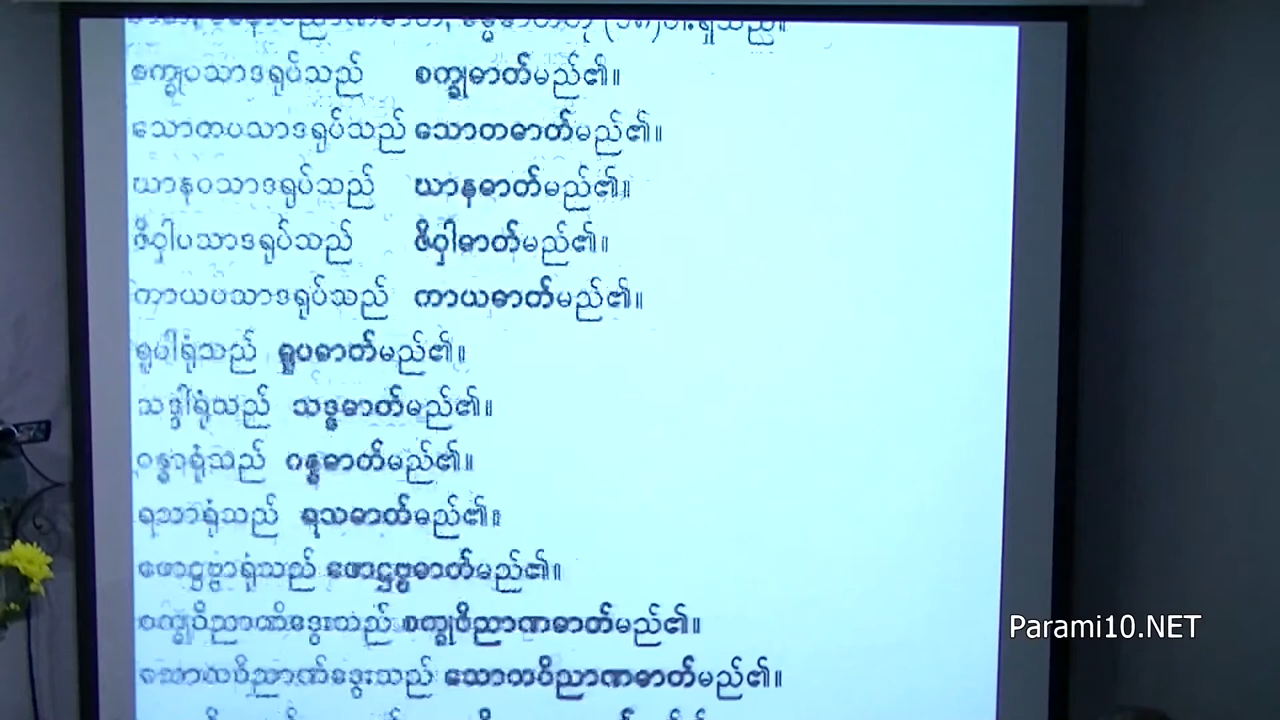 စက္ခုပသာဒရုပ်သည် စက္ခုဓာတ်မည်၏။
သောတပသာဒရုပ်သည် သောတဓာတ်မည်၏။
ဃာနပသာဒရုပ်သည် ဃာနဓာတ်မည်၏။
ဇိဝှါပသာဒရုပ်သည် ဇိဝှါဓာတ်မည်၏။
ကာယပသာဒရုပ်သည် ကာယဓာတ်မည်၏။
ရူပါရုံသည် ရူပဓာတ်မည်၏။
သဒ္ဒါရုံသည် သဒ္ဒဓာတ်မည်၏။
ဂန္ဓာရုံသည် ဂန္ဓဓာတ်မည်၏။
ရသာရုံသည် ရသဓာတ်မည်၏။
ဖောဋ္ဌဗ္ဗာရုံသည် ဖောဋ္ဌဗ္ဗဓာတ်မည်၏။
စက္ခုဝိညာဏ်ဒွေးသည် စက္ခုဝိညာဏဓာတ်မည်၏။
သောတဝိညာဏ်ဒွေးသည် သောတဝိညာဏဓာတ်မည်၏။
Parami10.NET